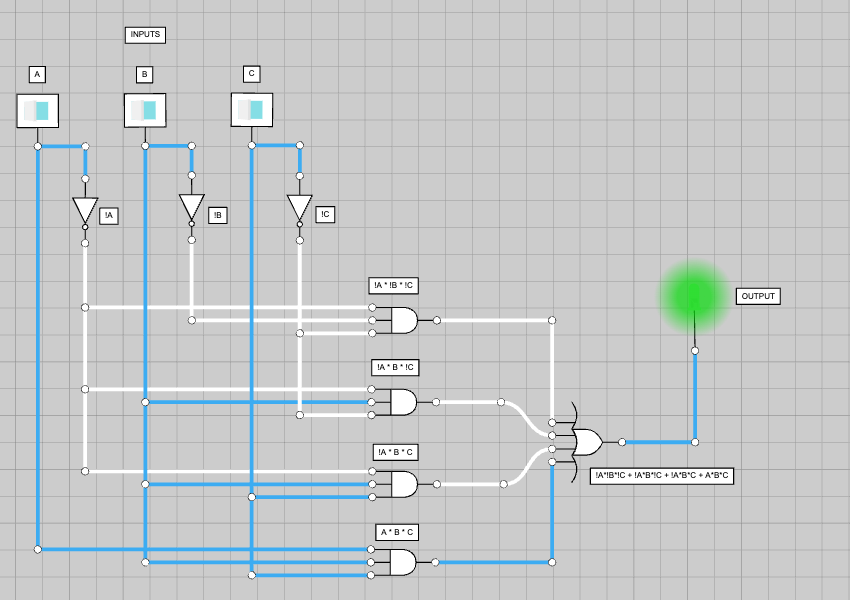 INPUTS
A
B
C
!A
!B
!C
!A * !B * !C
OUTPUT
!A * B * !C
!A * B * C
!A*!B*!C + !A*B*!C + !A*B*C + A*B*C
A * B * C